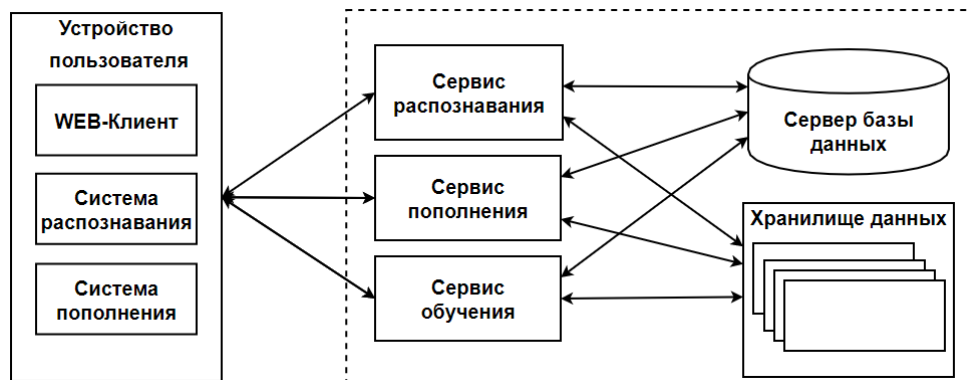 Устройство
пользователя
WEB-Клиент
Система
распознавания
Система
пополнения
Сервис
распознавания
Сервис
пополнения
Сервис
обучения
Сервер базы
данных
Хранилище данных